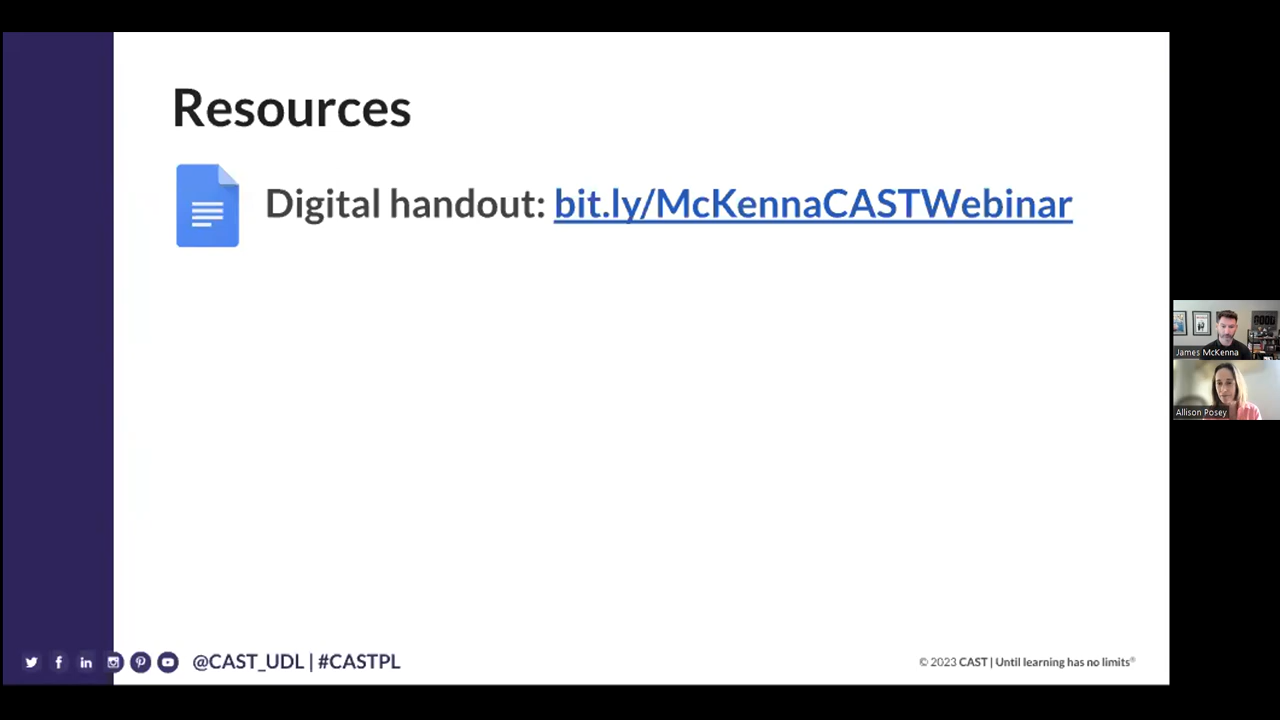 Resources
Digital handout: bit.ly/McKennaCASTWebinar
James McKenna
Allison Posey
@CAST_UDL | #CASTPL
© 2023 CAST | Until learning has no limits®